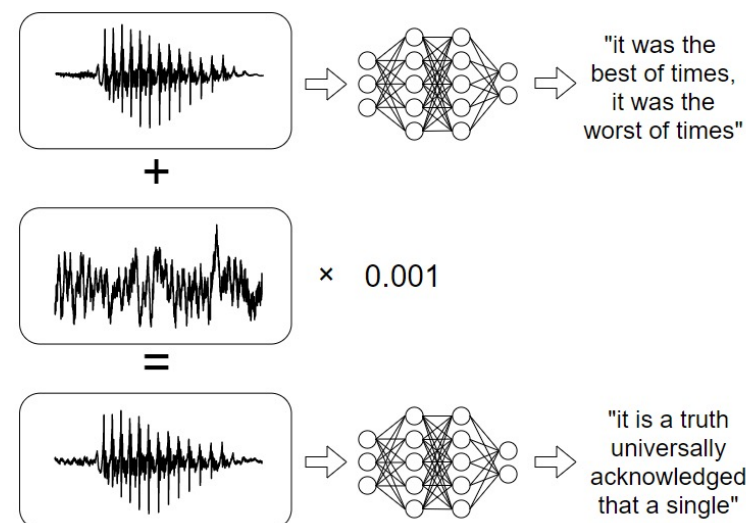 "it was the
best of times,
it was the
worst of times"
+
× 0.001
=
"it is a truth
universally
acknowledged
that a single"